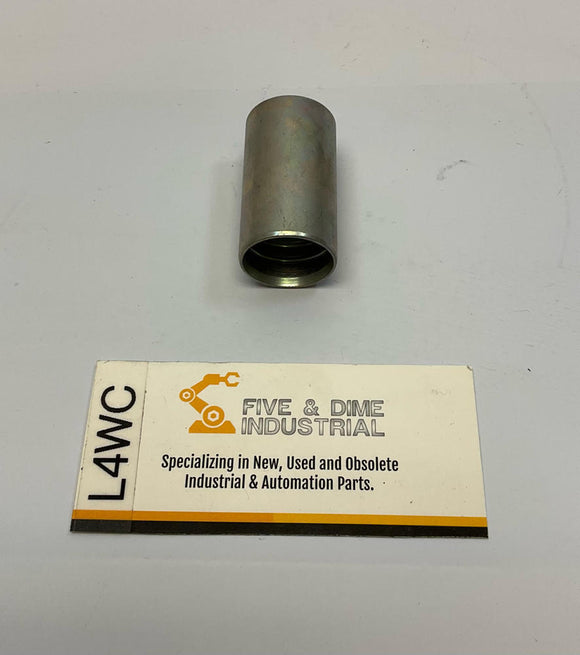 L4WC
FIVE & DIME
INDUSTRIAL
Specializing in New, Used and Obsolete
Industrial & Automation Parts.